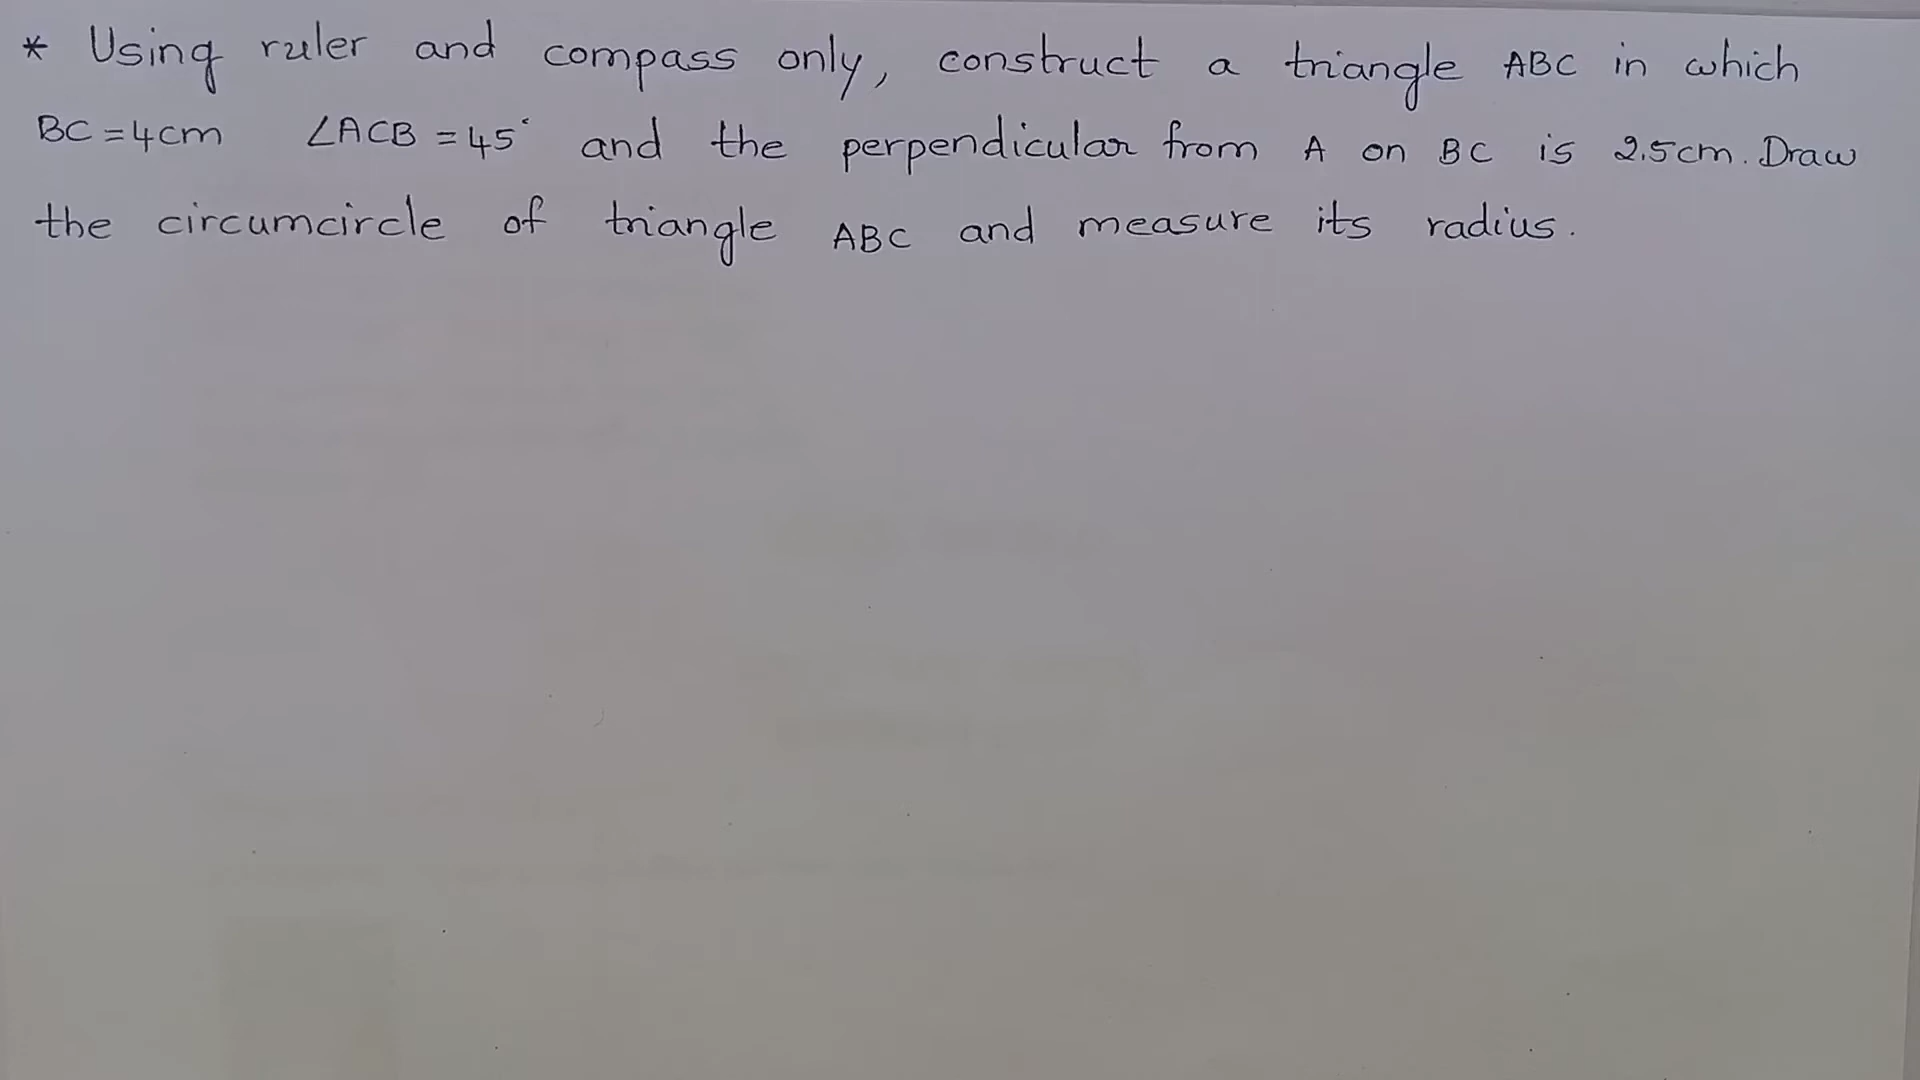 * Using ruler and compass only, construct a triangle ABC in which
BC = 4cm ∠ACB = 45° and the perpendicular from A on BC is 2.5cm. Draw
the circumcircle of triangle ABC and measure its radius.